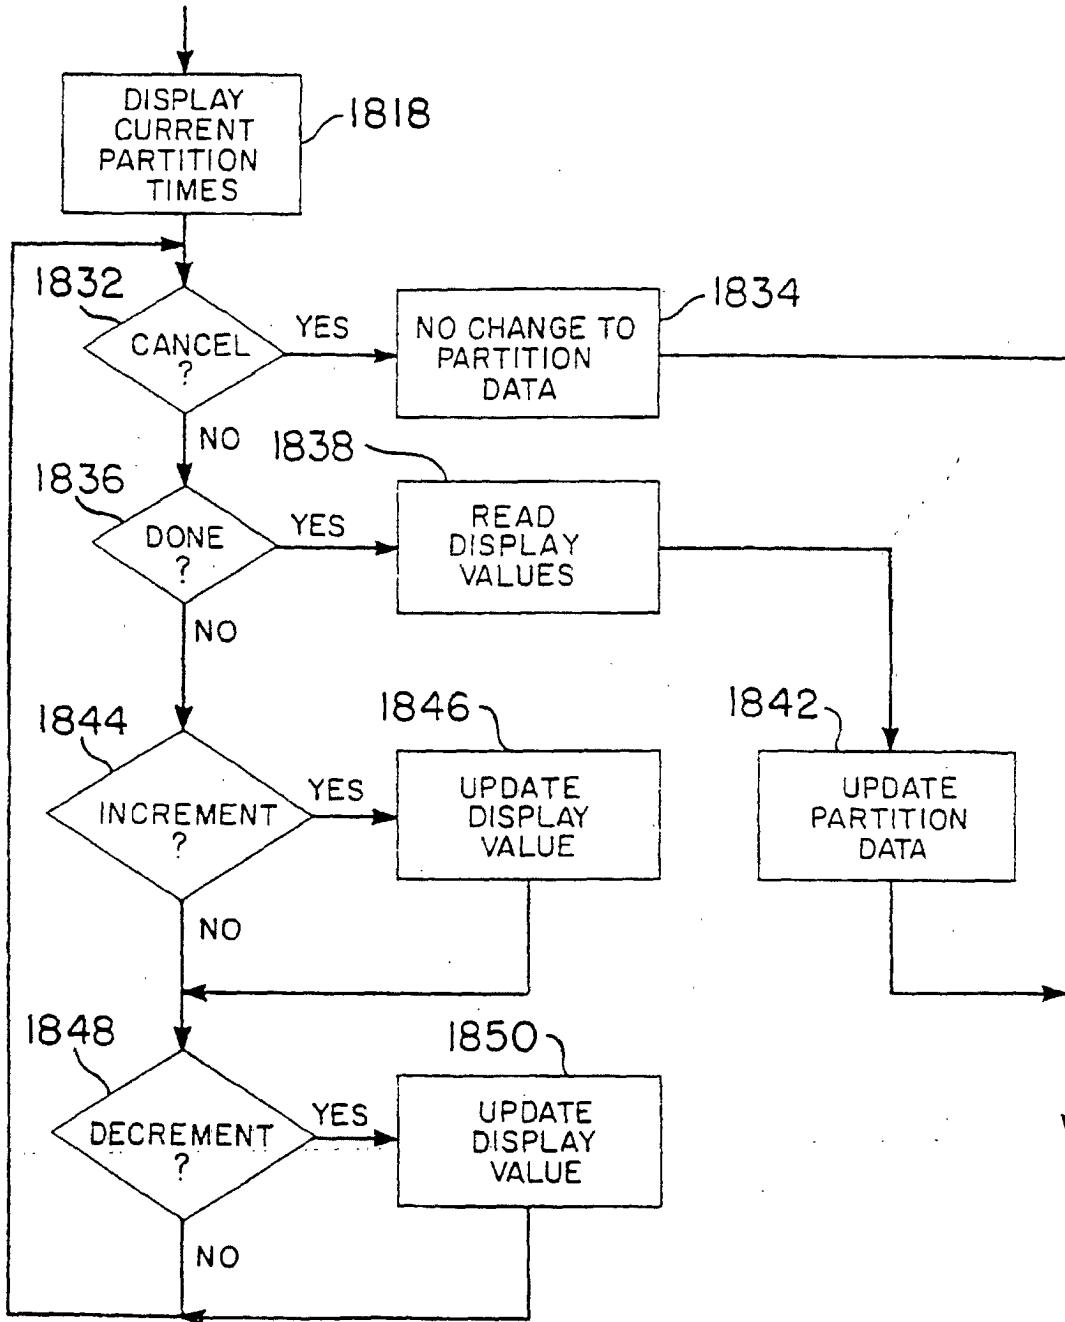 DISPLAY
CURRENT
PARTITION
TIMES
1818
1832
CANCEL
?
YES
NO CHANGE TO
PARTITION
DATA
1834
NO
1836
DONE
?
YES
1838
READ
DISPLAY
VALUES
NO
1844
INCREMENT
?
YES
1846
UPDATE
DISPLAY
VALUE
1842
UPDATE
PARTITION
DATA
NO
1848
DECREMENT
?
YES
1850
UPDATE
DISPLAY
VALUE
NO